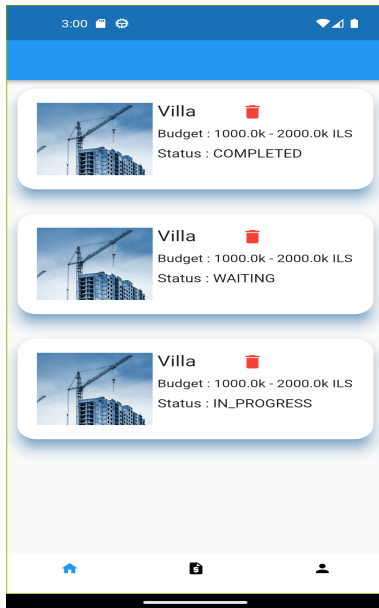 3:00
Villa
Budget : 1000.0k - 2000.0k ILS
Status : COMPLETED
Villa
Budget : 1000.0k - 2000.0k ILS
Status : WAITING
Villa
Budget : 1000.0k - 2000.0k ILS
Status : IN_PROGRESS